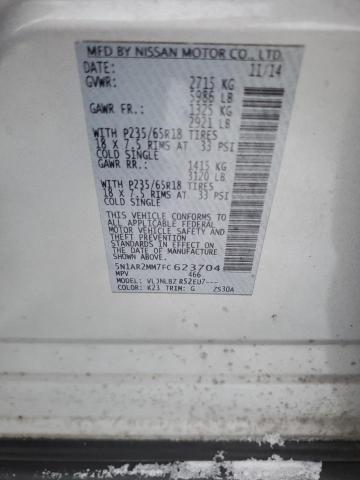 MFD BY NISSAN MOTOR CO., LTD.
DATE: 11/14
GVWR: 2715 KG
5986 LB
GAWR FR.: 1325 KG
2921 LB
WITH P235/65R18 TIRES
18 X 7.5 RIMS AT 33 PSI
COLD SINGLE
GAWR RR.: 1415 KG
3120 LB
WITH P235/65R18 TIRES
18 X 7.5 RIMS AT 33 PSI
COLD SINGLE
THIS VEHICLE CONFORMS TO ALL
APPLICABLE U.S. FEDERAL
MOTOR VEHICLE SAFETY
STANDARDS IN EFFECT ON THE
DATE OF MANUFACTURE SHOWN
ABOVE.
5N1AR2MM7FC623704
MPV 466
MODEL: VLJNLBZ R52EU7---
COLOR: K23 TRIM: G ZS30A